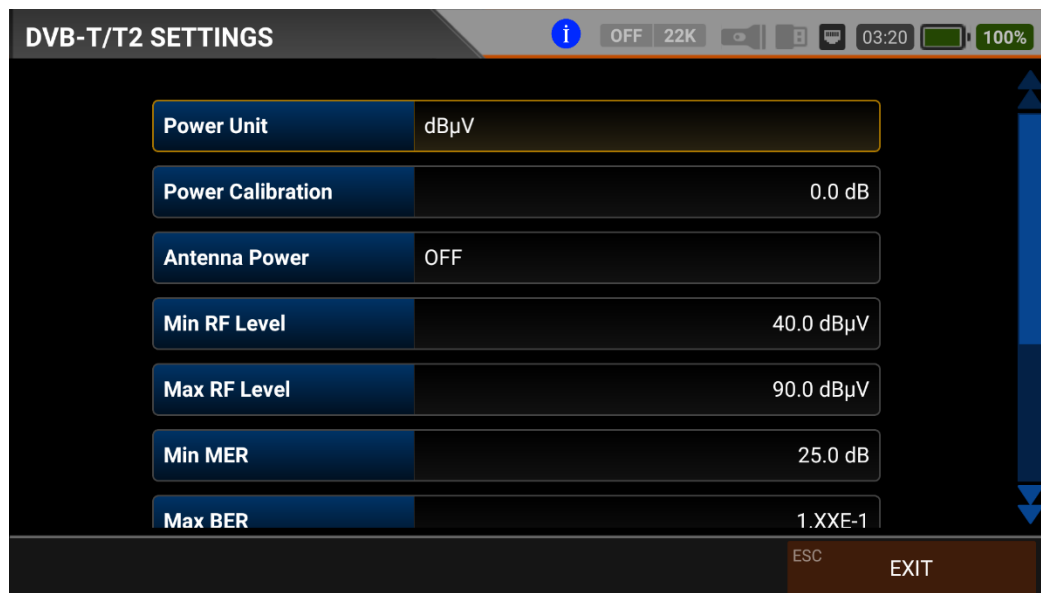 DVB-T/T2 SETTINGS
i OFF 22K 03:20 100%
Power Unit dBµV
Power Calibration 0.0 dB
Antenna Power OFF
Min RF Level 40.0 dBµV
Max RF Level 90.0 dBµV
Min MER 25.0 dB
Max BER 1.XXE-1
ESC EXIT